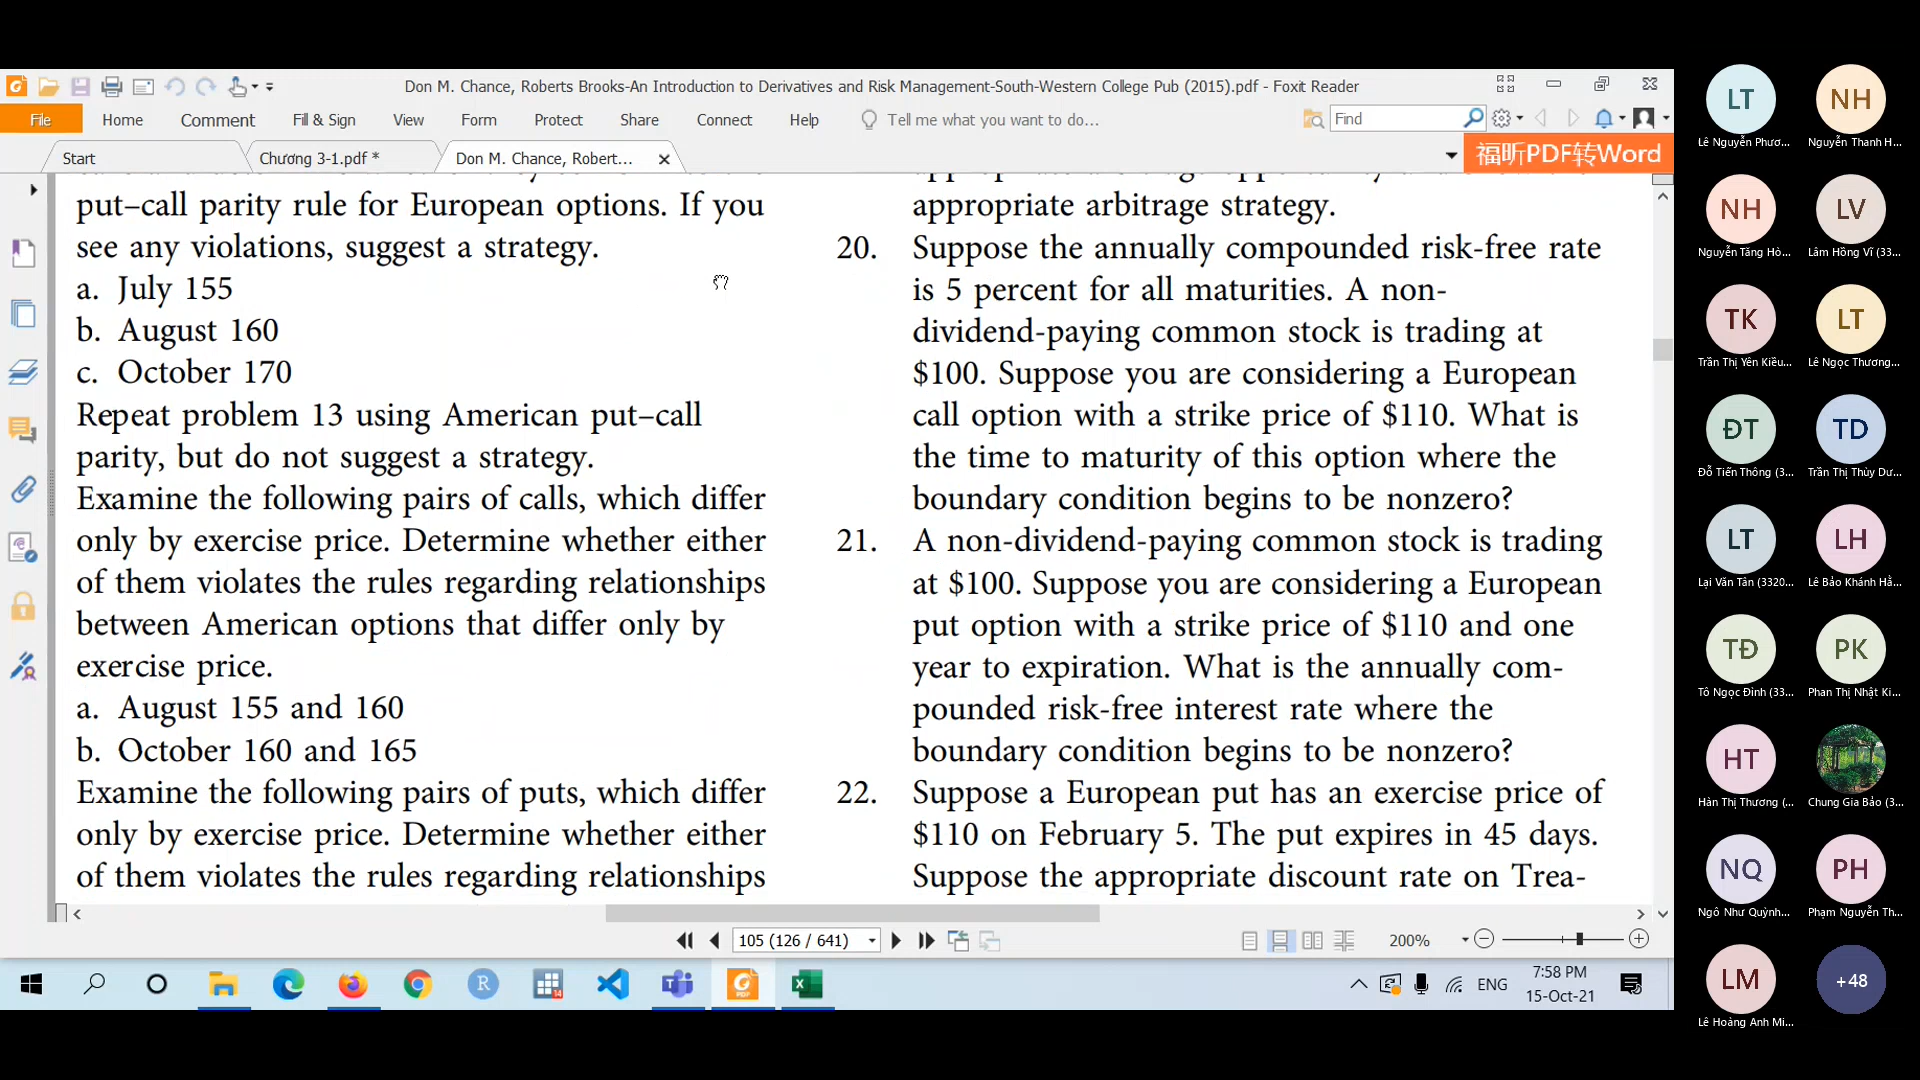 Don M. Chance, Roberts Brooks-An Introduction to Derivatives and Risk Management-South-Western College Pub (2015).pdf - Foxit Reader
File Home Comment Fill & Sign View Form Protect Share Connect Help Tell me what you want to do... Find
Start Chương 3-1.pdf * Don M. Chance, Robert... 福昕PDF转Word
put–call parity rule for European options. If you
see any violations, suggest a strategy.
a. July 155
b. August 160
c. October 170
Repeat problem 13 using American put–call
parity, but do not suggest a strategy.
Examine the following pairs of calls, which differ
only by exercise price. Determine whether either
of them violates the rules regarding relationships
between American options that differ only by
exercise price.
a. August 155 and 160
b. October 160 and 165
Examine the following pairs of puts, which differ
only by exercise price. Determine whether either
of them violates the rules regarding relationships
appropriate arbitrage strategy.
20. Suppose the annually compounded risk-free rate
is 5 percent for all maturities. A non-
dividend-paying common stock is trading at
$100. Suppose you are considering a European
call option with a strike price of $110. What is
the time to maturity of this option where the
boundary condition begins to be nonzero?
21. A non-dividend-paying common stock is trading
at $100. Suppose you are considering a European
put option with a strike price of $110 and one
year to expiration. What is the annually com-
pounded risk-free interest rate where the
boundary condition begins to be nonzero?
22. Suppose a European put has an exercise price of
$110 on February 5. The put expires in 45 days.
Suppose the appropriate discount rate on Trea-
105 (126 / 641) 200%
ENG
7:58 PM
15-Oct-21
LT NH
Lê Nguyễn Phươ... Nguyễn Thanh H...
NH LV
Nguyễn Tăng Hò... Lâm Hồng Vĩ (33...
TK LT
Trần Thị Yên Kiều... Lê Ngọc Thương...
ĐT TD
Đỗ Tiến Thông (3... Trần Thị Thùy Dư...
LT LH
Lại Văn Tân (3320... Lê Bảo Khánh Hằ...
TĐ PK
Tô Ngọc Đình (33... Phan Thị Nhật Ki...
HT
Hàn Thị Thương (... Chung Gia Bảo (3...
NQ PH
Ngô Như Quỳnh... Phạm Nguyễn Th...
LM +48
Lê Hoàng Anh Mi...